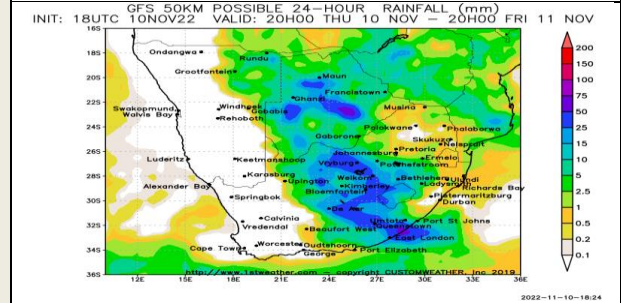 GFS 50KM POSSIBLE 24-HOUR RAINFALL (mm)
INIT: 18UTC 10NOV22 VALID: 20H00 THU 10 NOV - 20H00 FRI 11 NOV
16S
Ondangwa
Rundu
18S
Grootfontein
Maun
20S
Francistown
Ghanzi
22S
Swakopmund
Windhoek
Gobabis
Musina
Walvis Bay
Rehoboth
24S
Polokwane
Phalaborwa
Gaborone
Skukuza
26S
Johannesburg
Pretoria
Nelspruit
Luderitz
Keetmanshoop
Vryburg
Potchefstroom
Ermelo
28S
Karasburg
Upington
Welkom
Bethlehem
Ulundi
Alexander Bay
Kimberley
Ladysmith
Richards Bay
Springbok
Bloemfontein
Pietermaritzburg
30S
De Aar
Durban
Calvinia
Umtata
Port St Johns
Vredendal
Beaufort West
Queenstown
32S
East London
Cape Town
Worcester
Oudtshoorn
34S
George
Port Elizabeth
36S
http://www.1stweather.com - copyright CUSTOMWEATHER, Inc 2019
12E 15E 18E 21E 24E 27E 30E 33E 36E
200
150
100
75
50
25
20
15
10
5
2.5
1
0.5
0.2
0.1
2022-11-10-18:24